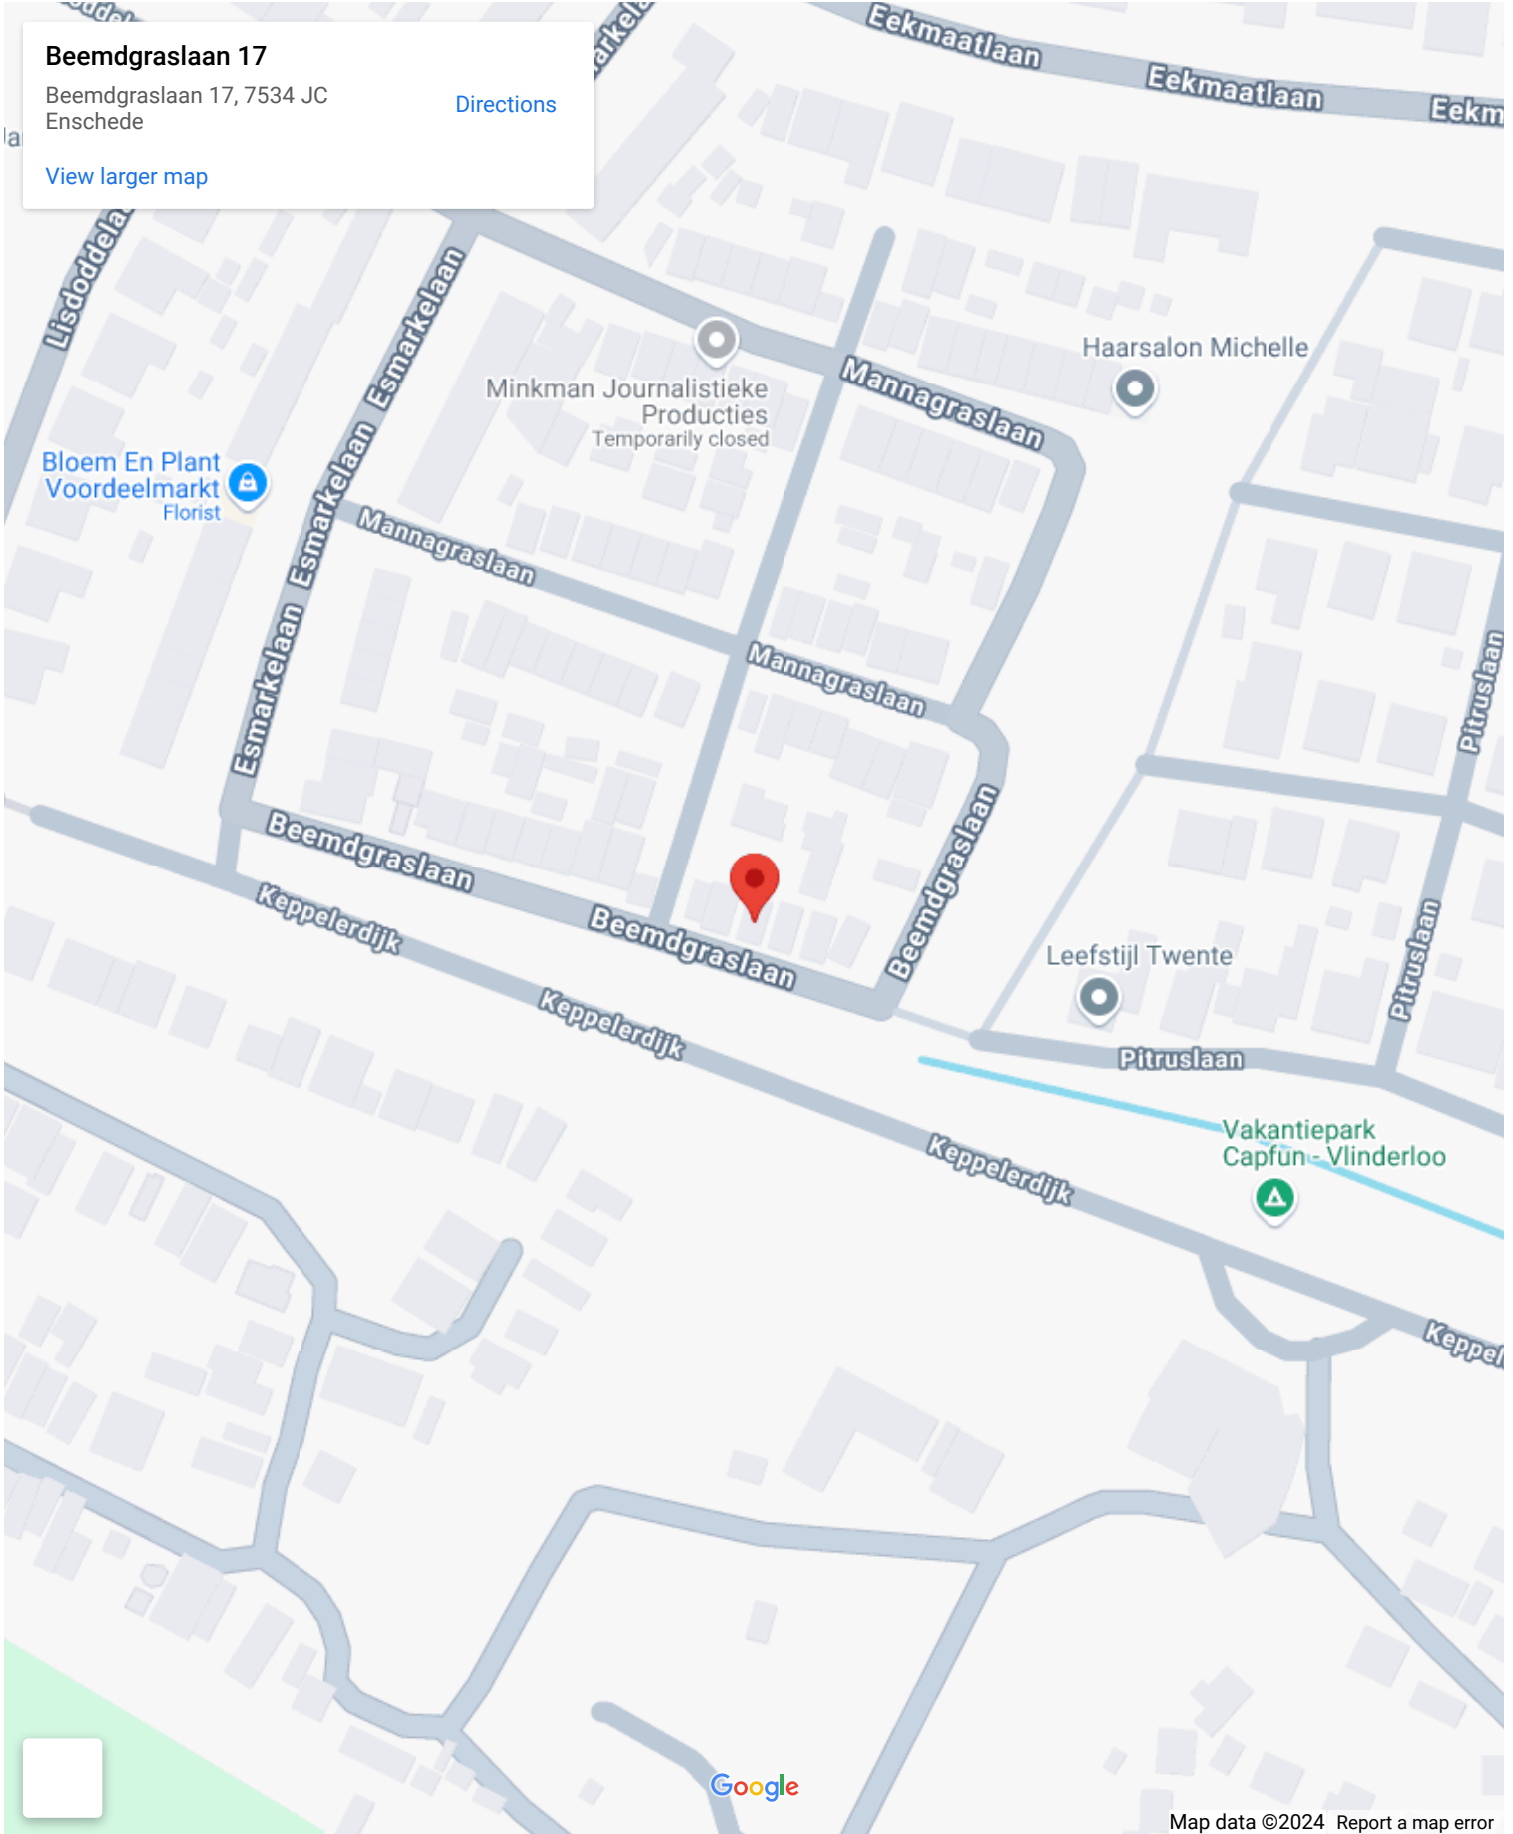 Beemdgraslaan 17
Beemdgraslaan 17, 7534 JC
Enschede
Directions
View larger map
Eekmaatlaan
Eekmaatlaan
Lisdoddelaan
Esmarkelaan
Esmarkelaan
Esmarkelaan
Esmarkelaan
Minkman Journalistieke
Producties
Temporarily closed
Haarsalon Michelle
Mannagraslaan
Bloem En Plant
Voordeelmarkt
Florist
Mannagraslaan
Mannagraslaan
Pitruslaan
Beemdgraslaan
Beemdgraslaan
Beemdgraslaan
Keppelerdijk
Keppelerdijk
Leefstijl Twente
Pitruslaan
Pitruslaan
Vakantiepark
Capfun - Vlinderloo
Keppelerdijk
Keppel
Google
Map data ©2024
Report a map error